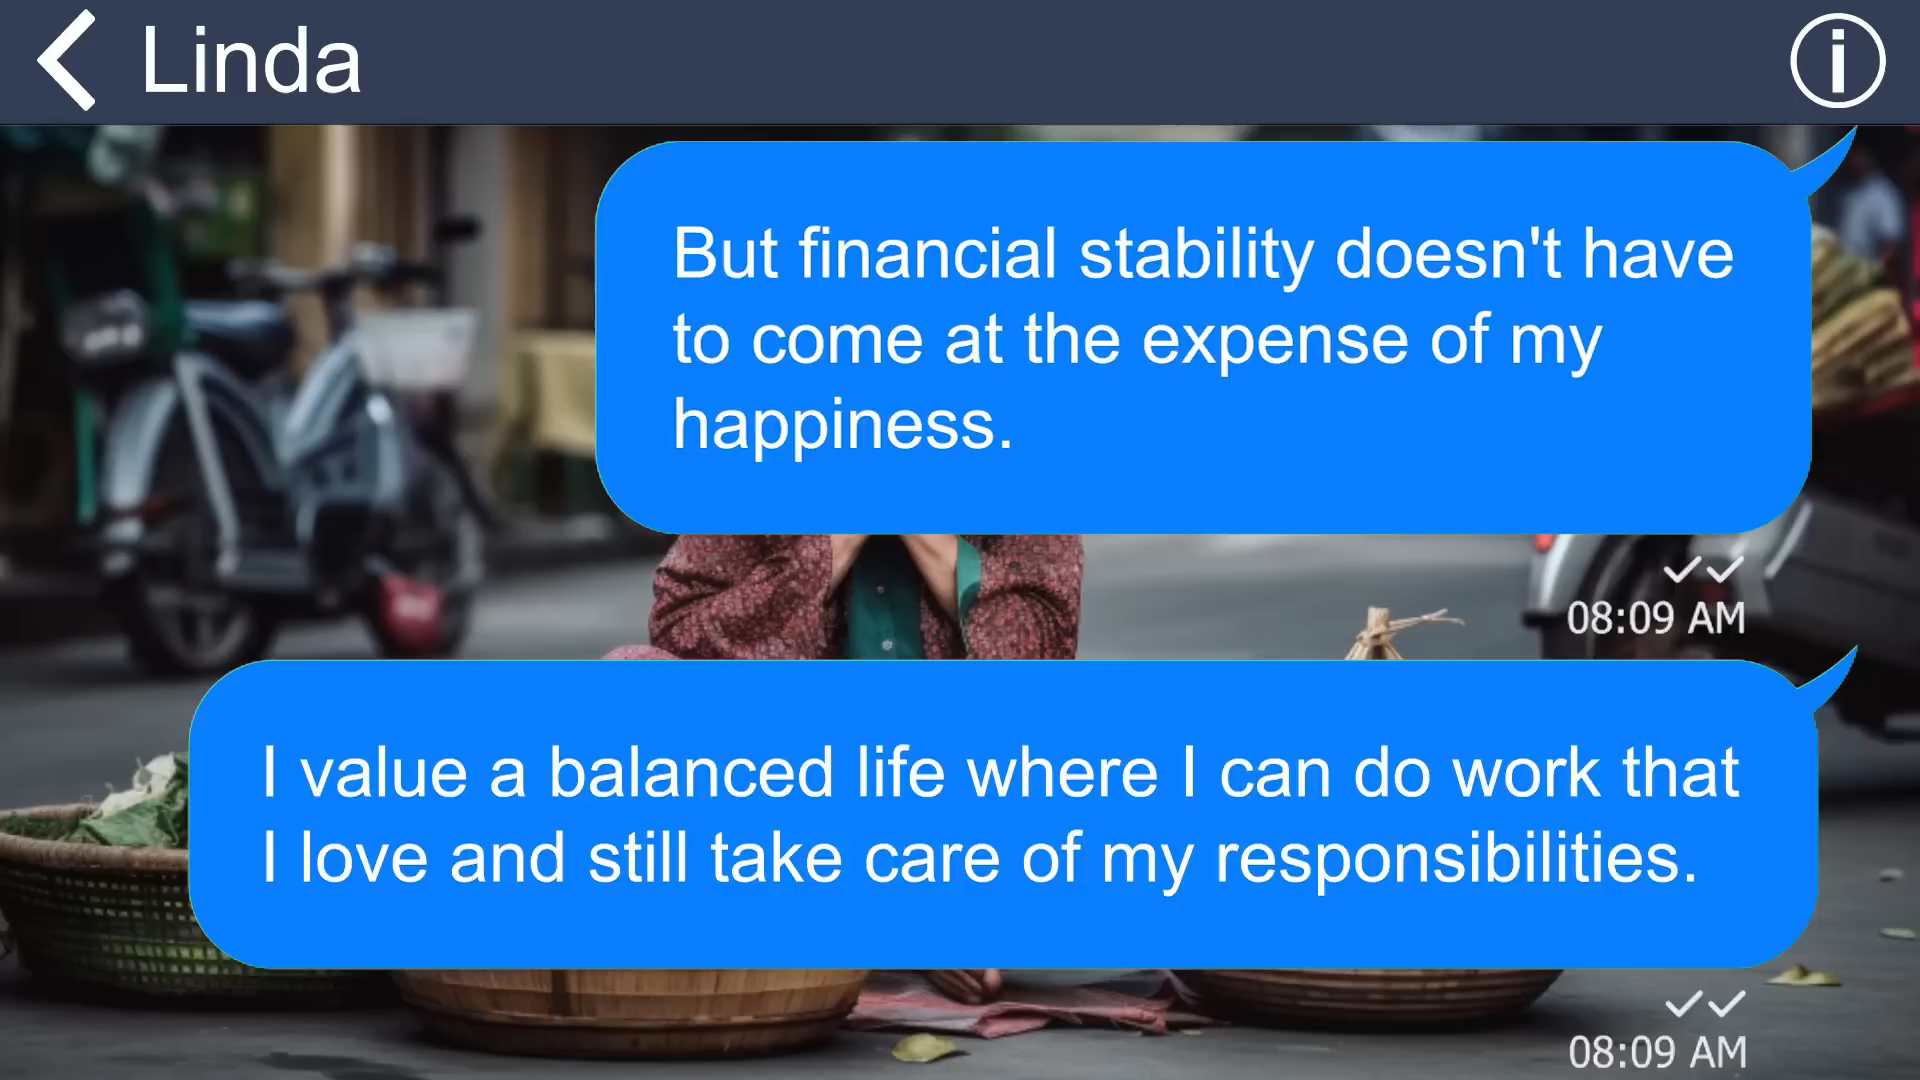 Linda
But financial stability doesn't have
to come at the expense of my
happiness.
08:09 AM
I value a balanced life where I can do work that
I love and still take care of my responsibilities.
08:09 AM